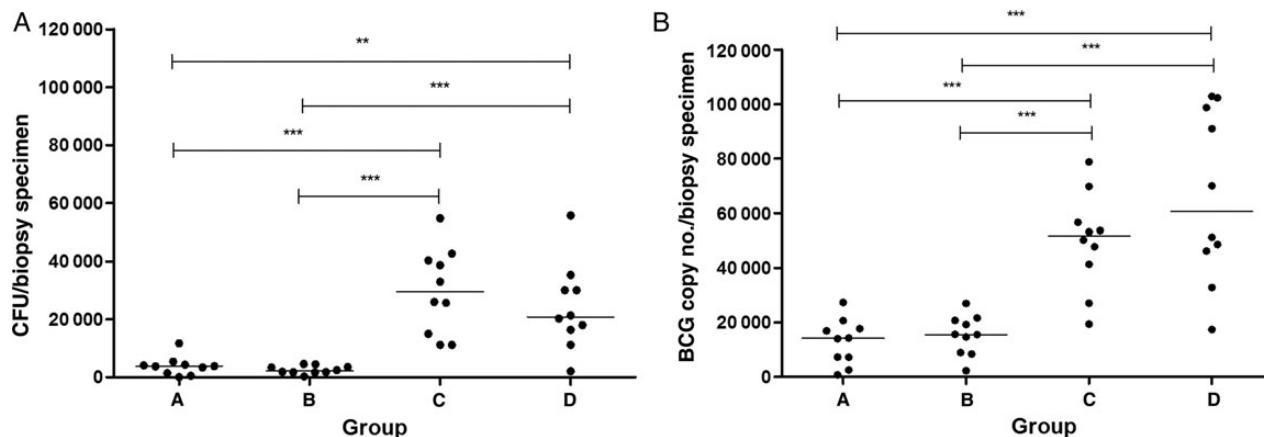 A
CFU/biopsy specimen
120 000
100 000
80 000
60 000
40 000
20 000
0
**
***
***
***
A B C D
Group
B
BCG copy no./biopsy specimen
120 000
100 000
80 000
60 000
40 000
20 000
0
***
***
***
***
A B C D
Group